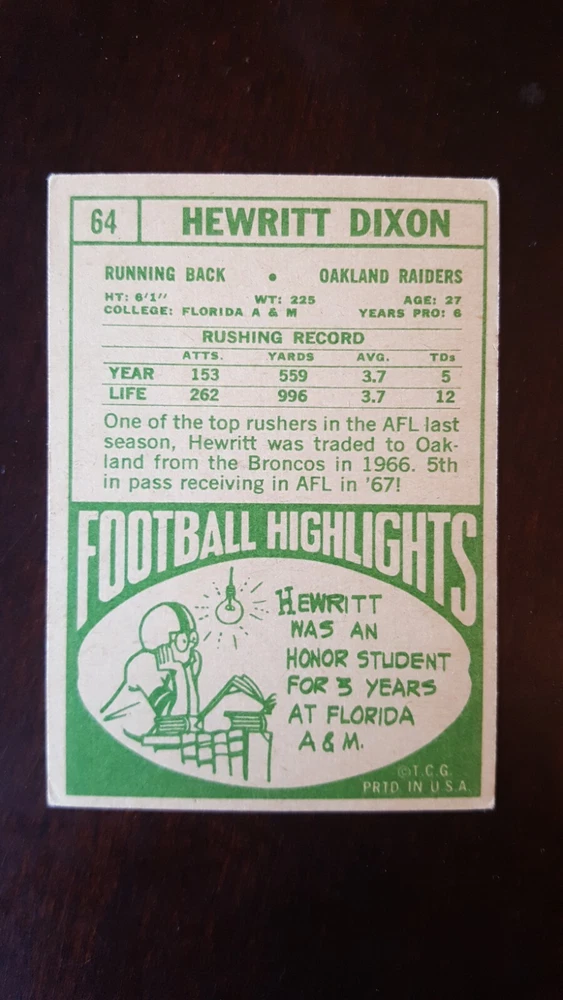 64 HEWRITT DIXON
RUNNING BACK • OAKLAND RAIDERS
HT: 6'1" WT: 225 AGE: 27
COLLEGE: FLORIDA A & M YEARS PRO: 6
RUSHING RECORD
ATTS. YARDS AVG. TDs
YEAR 153 559 3.7 5
LIFE 262 996 3.7 12
One of the top rushers in the AFL last
season, Hewritt was traded to Oak-
land from the Broncos in 1966. 5th
in pass receiving in AFL in '67!
FOOTBALL HIGHLIGHTS
HEWRITT
WAS AN
HONOR STUDENT
FOR 3 YEARS
AT FLORIDA
A & M.
© T.C.G.
PRTD. IN U.S.A.